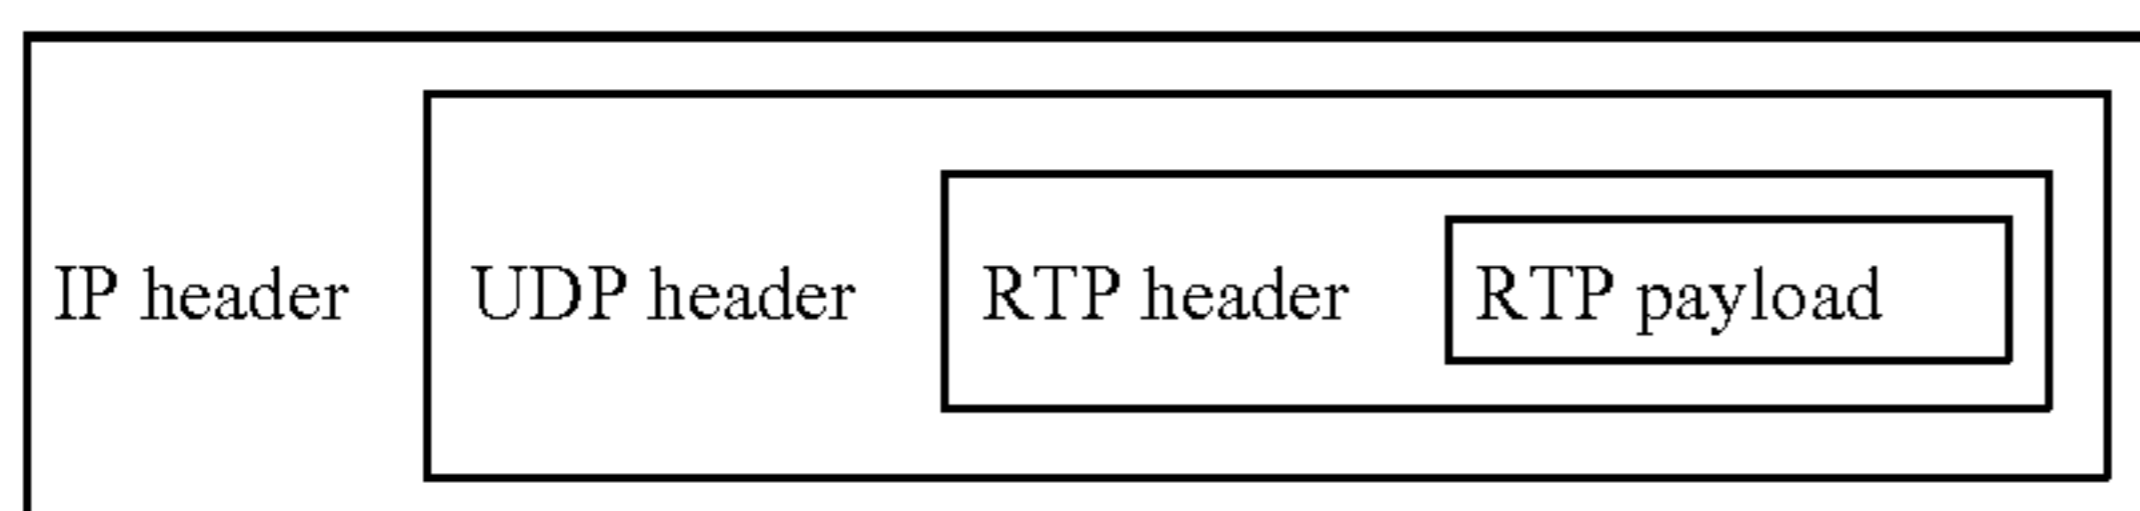 IP header UDP header RTP header RTP payload